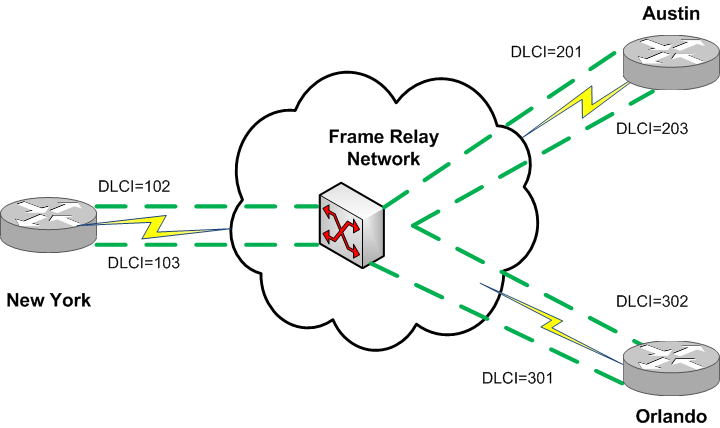 Austin
DLCI=201
Frame Relay
Network
DLCI=203
DLCI=102
DLCI=103
New York
DLCI=302
DLCI=301
Orlando